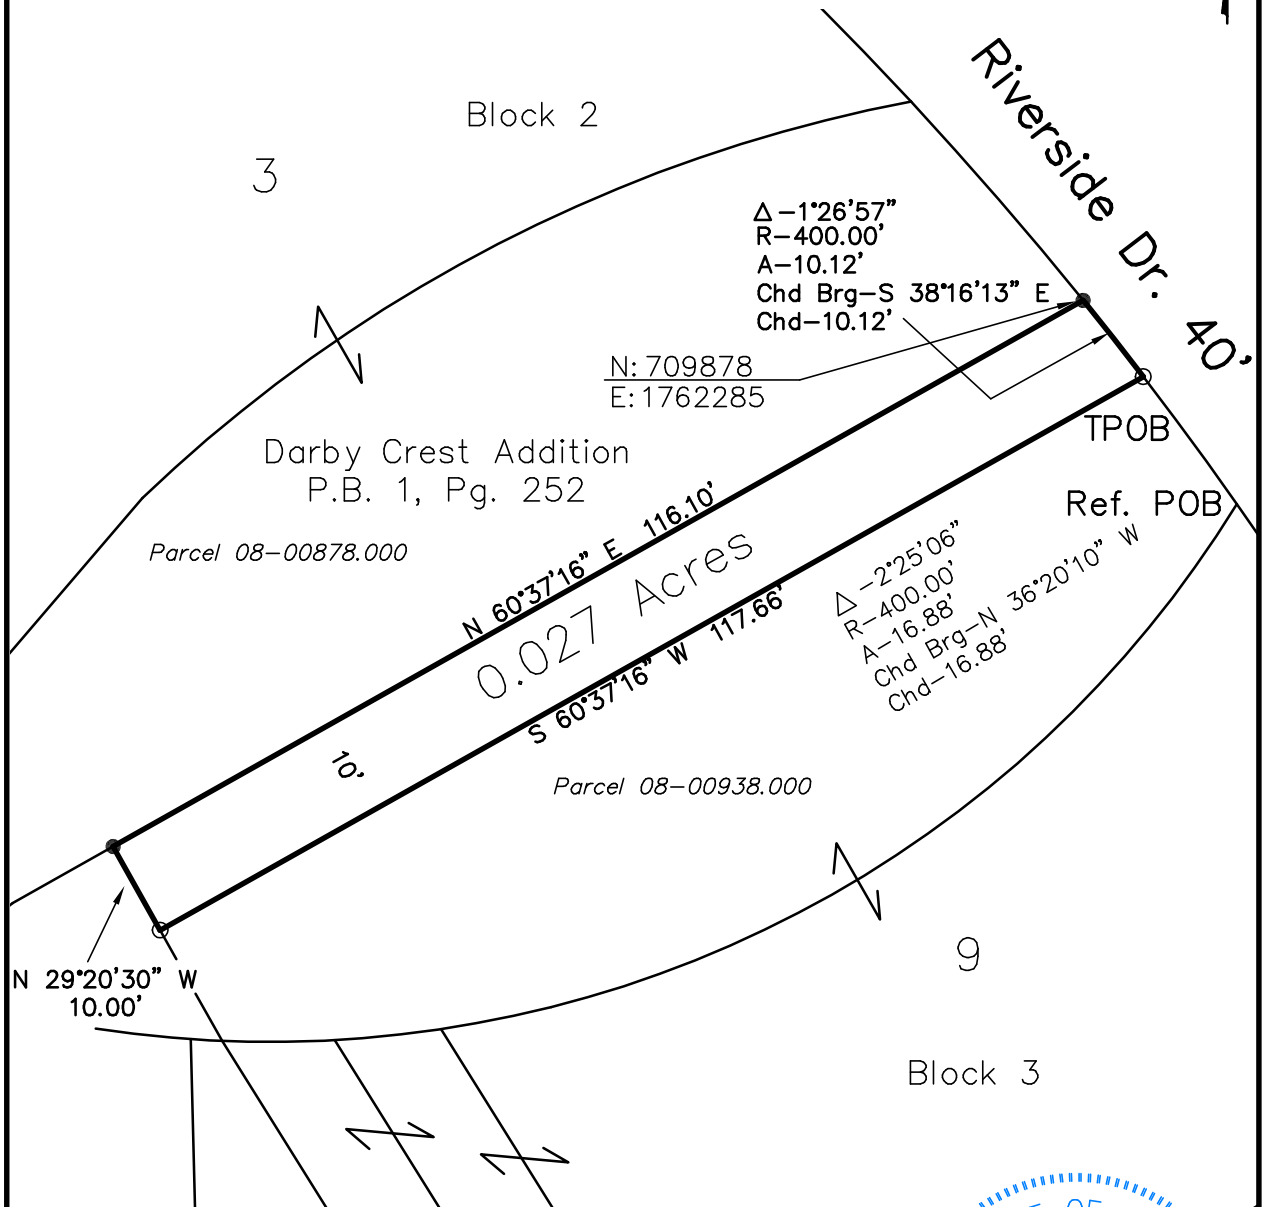 Block 2
3
Riverside Dr. 40'
Δ-1°26'57"
R-400.00'
A-10.12'
Chd Brg-S 38°16'13" E
Chd-10.12'
N: 709878
E: 1762285
TPOB
Ref. POB
Darby Crest Addition
P.B. 1, Pg. 252
Parcel 08-00878.000
N 60°37'16" E 116.10'
0.027 Acres
S 60°37'16" W 117.66'
Δ-2°25'06"
R-400.00'
A-16.88'
Chd Brg-N 36°20'10" W
Chd-16.88'
10'
Parcel 08-00938.000
N 29°20'30" W
10.00'
9
Block 3